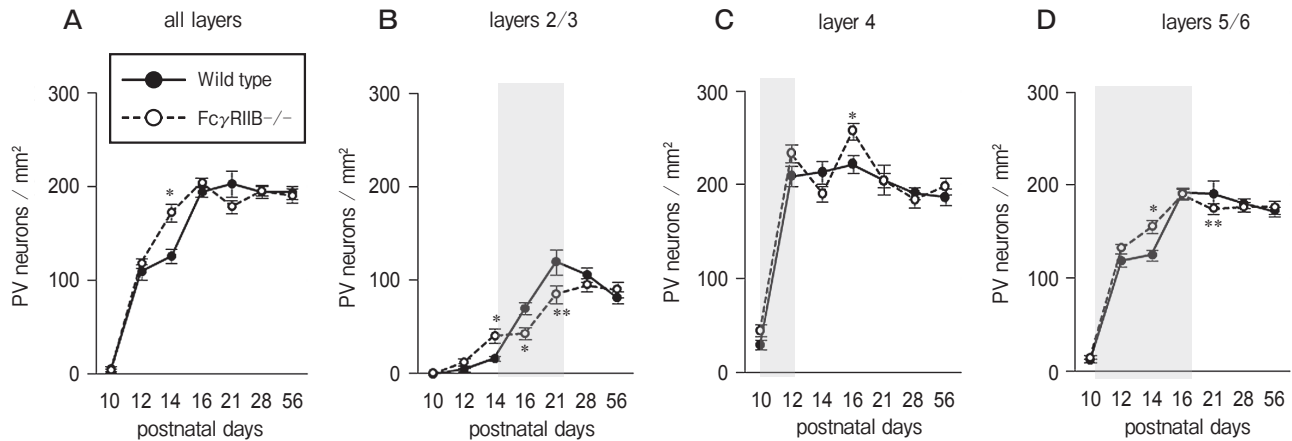 A
all layers
Wild type
FcγRIIB−/−
PV neurons / mm²
300
200
100
0
*
10 12 14 16 21 28 56
postnatal days
B
layers 2/3
PV neurons / mm²
300
200
100
0
*
*
**
10 12 14 16 21 28 56
postnatal days
C
layer 4
PV neurons / mm²
300
200
100
0
*
10 12 14 16 21 28 56
postnatal days
D
layers 5/6
PV neurons / mm²
300
200
100
0
*
**
10 12 14 16 21 28 56
postnatal days